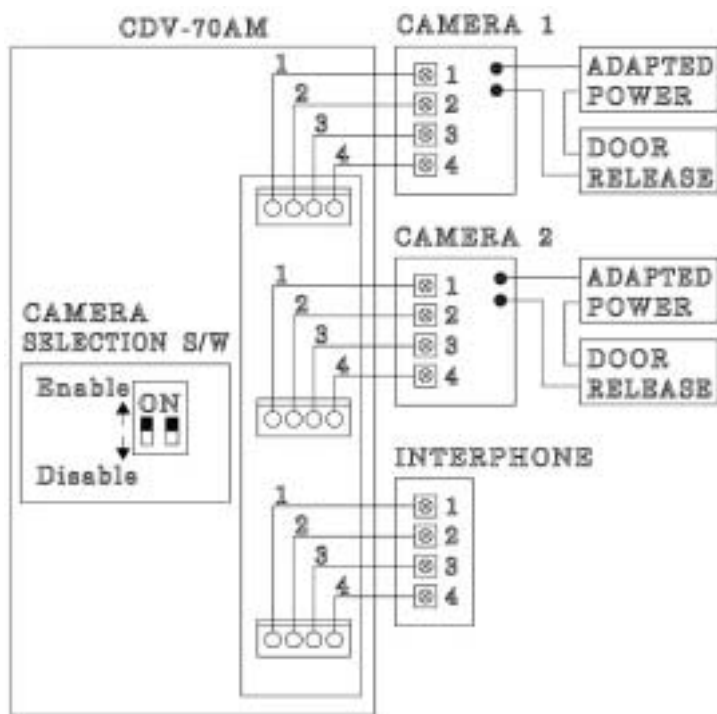 CDV-70AM
CAMERA 1
1
2
3
4
1
2
3
4
ADAPTED
POWER
DOOR
RELEASE
CAMERA 2
1
2
3
4
1
2
3
4
ADAPTED
POWER
DOOR
RELEASE
CAMERA
SELECTION S/W
Enable
ON
Disable
INTERPHONE
1
2
3
4
1
2
3
4